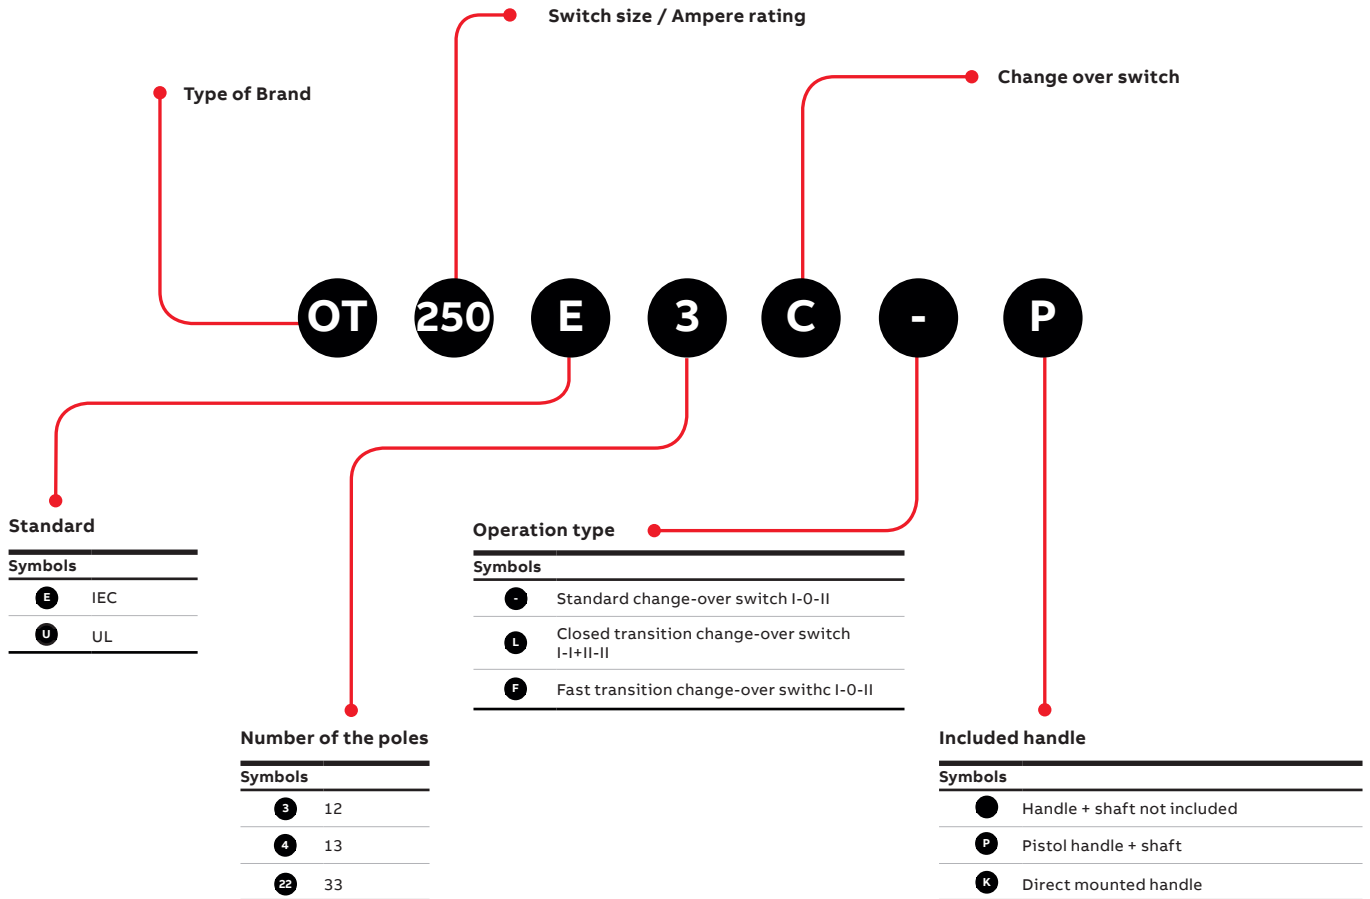 Switch size / Ampere rating
Change over switch
Type of Brand
OT 250 E 3 C - P
Standard
Symbols
E IEC
U UL
Operation type
Symbols
- Standard change-over switch I-0-II
L Closed transition change-over switch
I-I+II-II
F Fast transition change-over swithc I-0-II
Number of the poles
Symbols
3 12
4 13
22 33
Included handle
Symbols
Handle + shaft not included
P Pistol handle + shaft
K Direct mounted handle